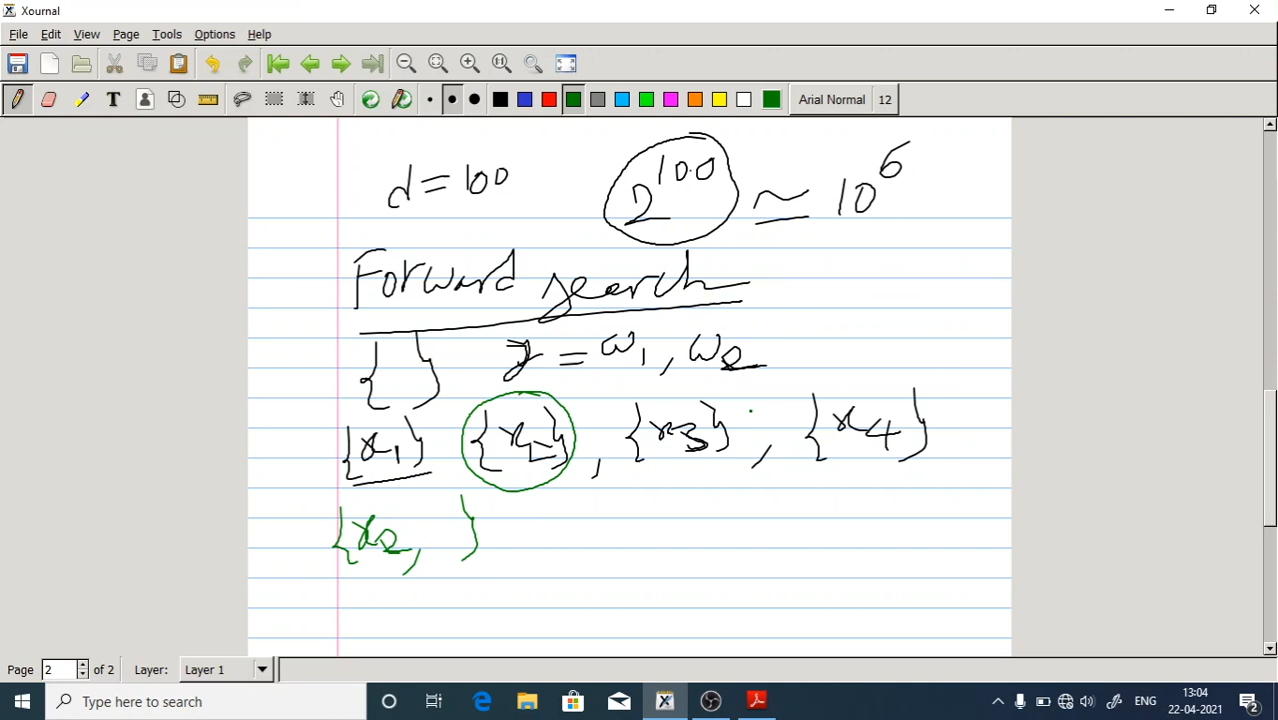 Xournal
File Edit View Page Tools Options Help
T Arial Normal 12
d = 100 2^100 ≃ 10^6
Forward search
{ } y = ω1, ω2
{x1} {x2}, {x3}, {x4}
{x2, }
Page 2 of 2 Layer: Layer 1
Type here to search ENG 13:04
22-04-2021 2